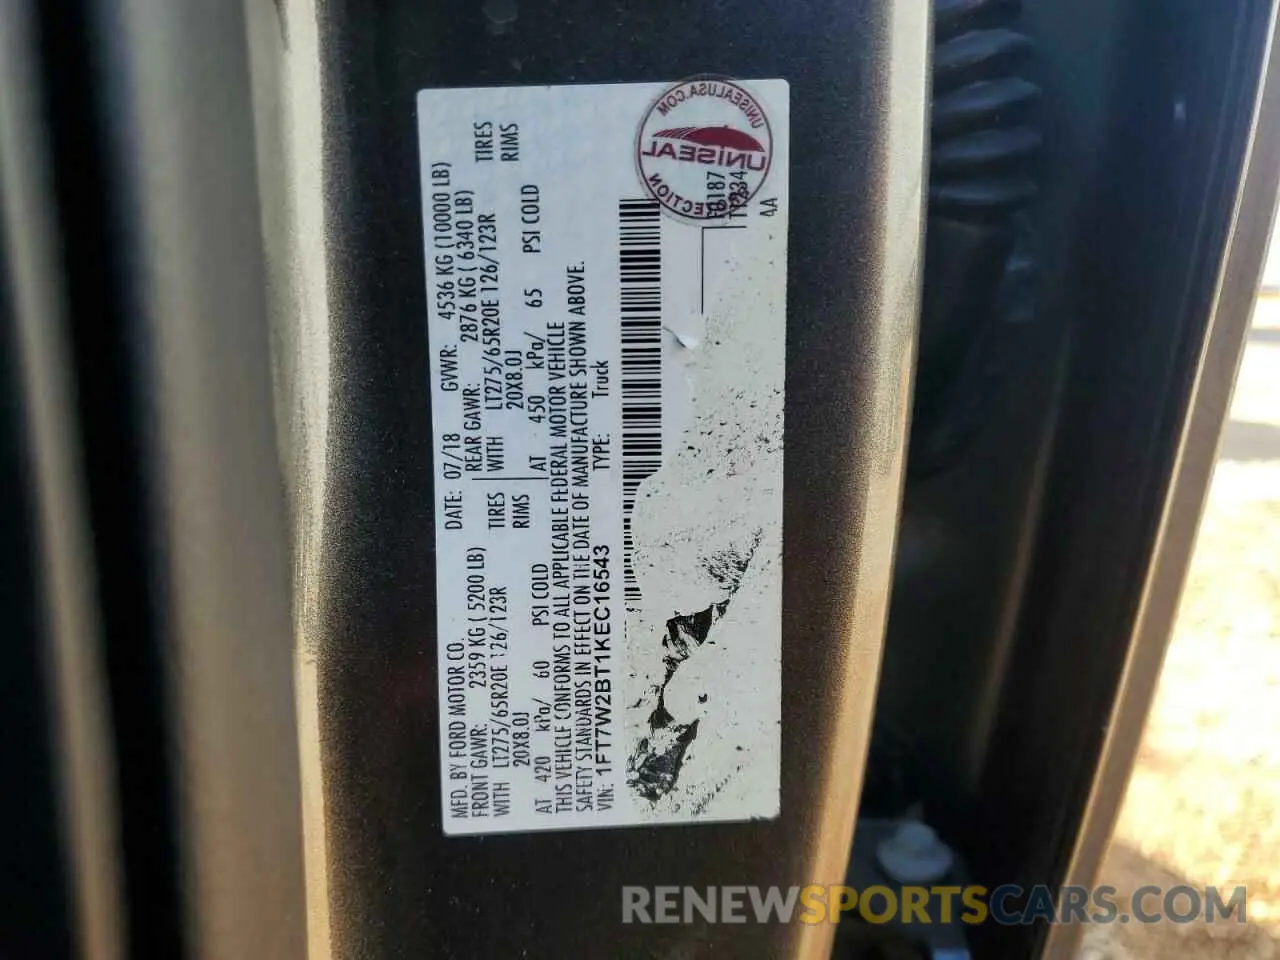 MFD. BY FORD MOTOR CO.
DATE: 07/18 GVWR: 4536 KG (10000 LB)
FRONT GAWR: 2359 KG ( 5200 LB) REAR GAWR: 2876 KG ( 6340 LB)
WITH LT275/65R20E 126/123R TIRES WITH LT275/65R20E 126/123R TIRES
20X8.0J RIMS 20X8.0J RIMS
AT 420 kPa/ 60 PSI COLD AT 450 kPa/ 65 PSI COLD
THIS VEHICLE CONFORMS TO ALL APPLICABLE FEDERAL MOTOR VEHICLE
SAFETY STANDARDS IN EFFECT ON THE DATE OF MANUFACTURE SHOWN ABOVE.
VIN: 1FT7W2BT1KEC16543 TYPE: Truck
UNISEALUSA.COM
UNISEAL
AA
RENEWSPORTSCARS.COM